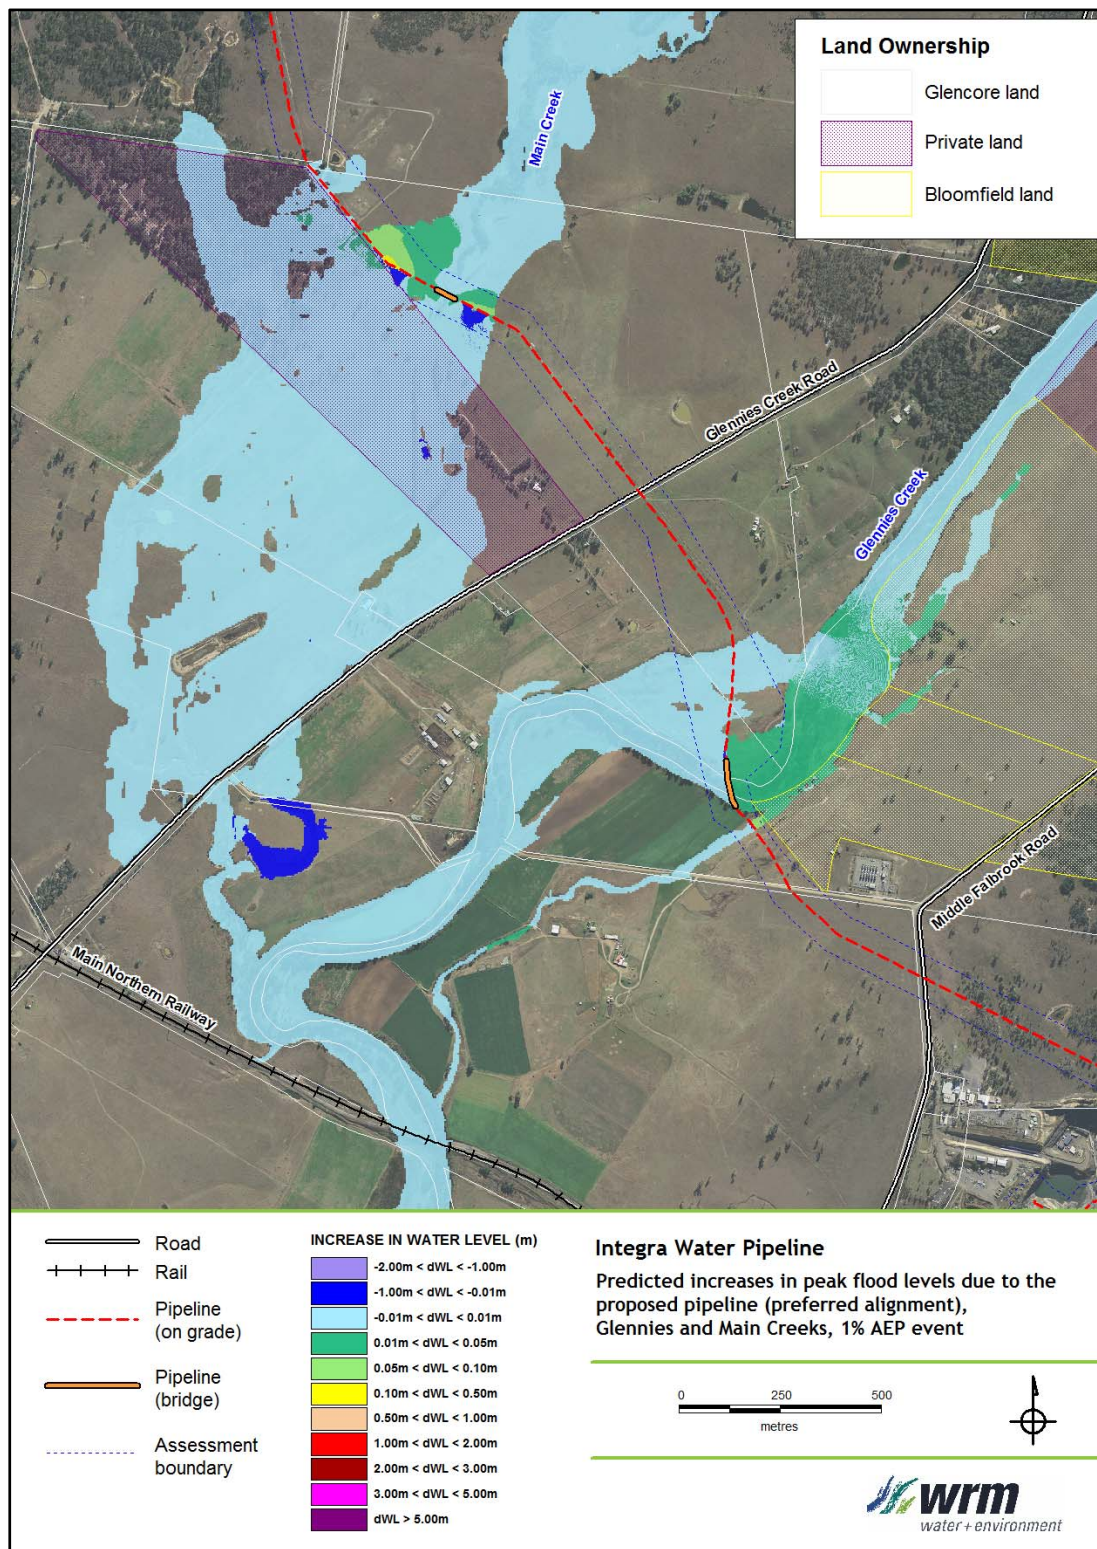 Land Ownership
Glencore land
Private land
Bloomfield land
Main Creek
Glennies Creek Road
Glennies Creek
Middle Falbrook Road
Main Northern Railway
Road
Rail
Pipeline
(on grade)
Pipeline
(bridge)
Assessment
boundary
INCREASE IN WATER LEVEL (m)
-2.00m < dWL < -1.00m
-1.00m < dWL < -0.01m
-0.01m < dWL < 0.01m
0.01m < dWL < 0.05m
0.05m < dWL < 0.10m
0.10m < dWL < 0.50m
0.50m < dWL < 1.00m
1.00m < dWL < 2.00m
2.00m < dWL < 3.00m
3.00m < dWL < 5.00m
dWL > 5.00m
Integra Water Pipeline
Predicted increases in peak flood levels due to the
proposed pipeline (preferred alignment),
Glennies and Main Creeks, 1% AEP event
0 250 500
metres
wrm
water + environment